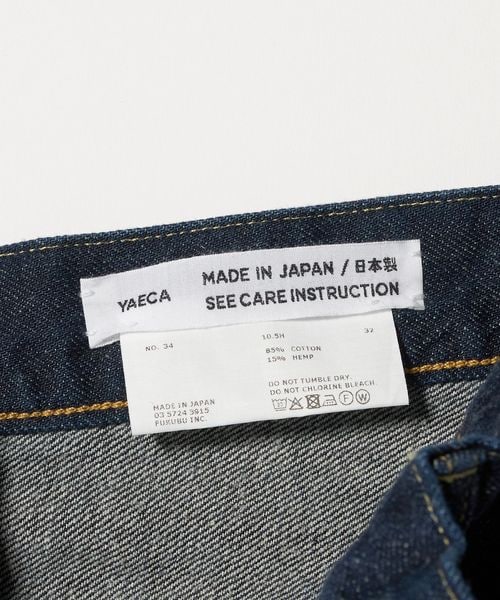 YAECA
MADE IN JAPAN / 日本製
SEE CARE INSTRUCTION
NO. 34
10.5H
32
85% COTTON
15% HEMP
DO NOT TUMBLE DRY.
DO NOT CHLORINE BLEACH.
MADE IN JAPAN
03 5724 3915
FUKUBU INC.